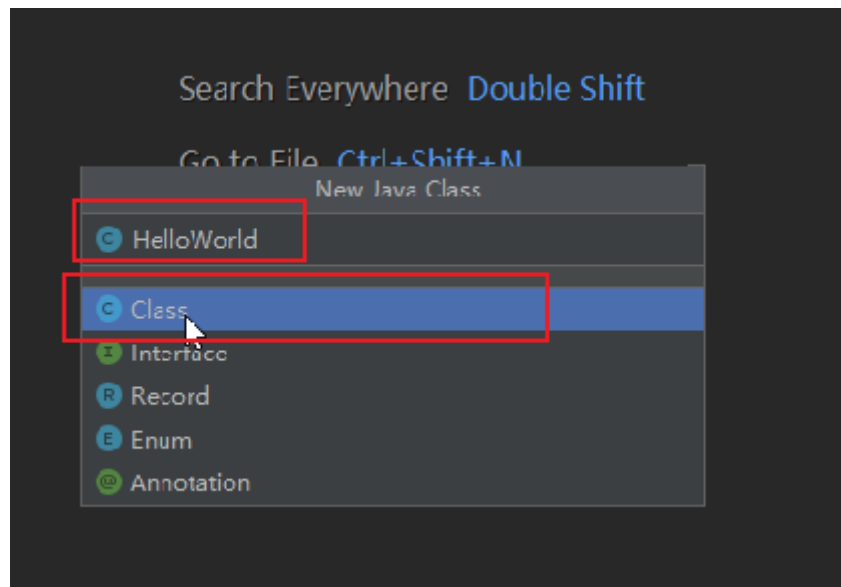 Search Everywhere Double Shift
Go to File Ctrl+Shift+N
New Java Class
C HelloWorld
C Class
I Interface
R Record
E Enum
@ Annotation